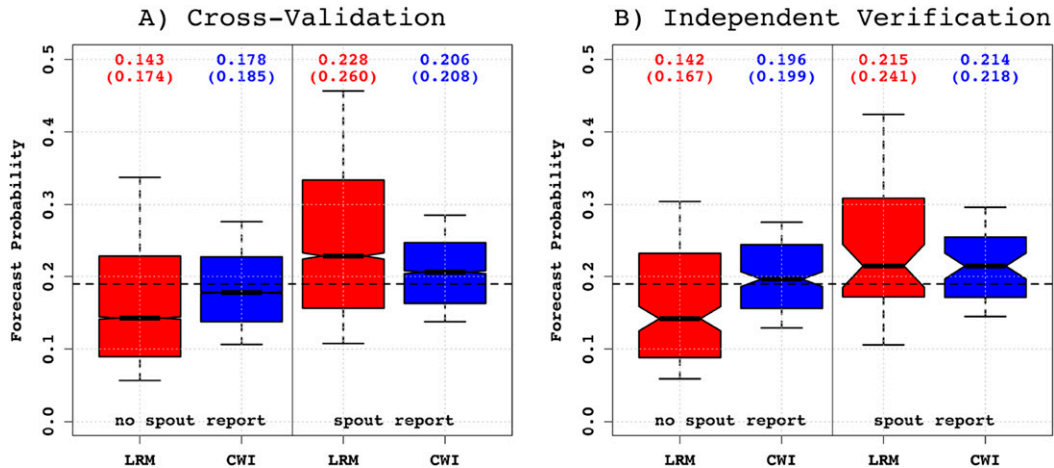 A) Cross-Validation
0.143 0.178 0.228 0.206
(0.174) (0.185) (0.260) (0.208)
Forecast Probability
0.5
0.4
0.3
0.2
0.1
0.0
no spout report spout report
LRM CWI LRM CWI
B) Independent Verification
0.142 0.196 0.215 0.214
(0.167) (0.199) (0.241) (0.218)
Forecast Probability
0.5
0.4
0.3
0.2
0.1
0.0
no spout report spout report
LRM CWI LRM CWI